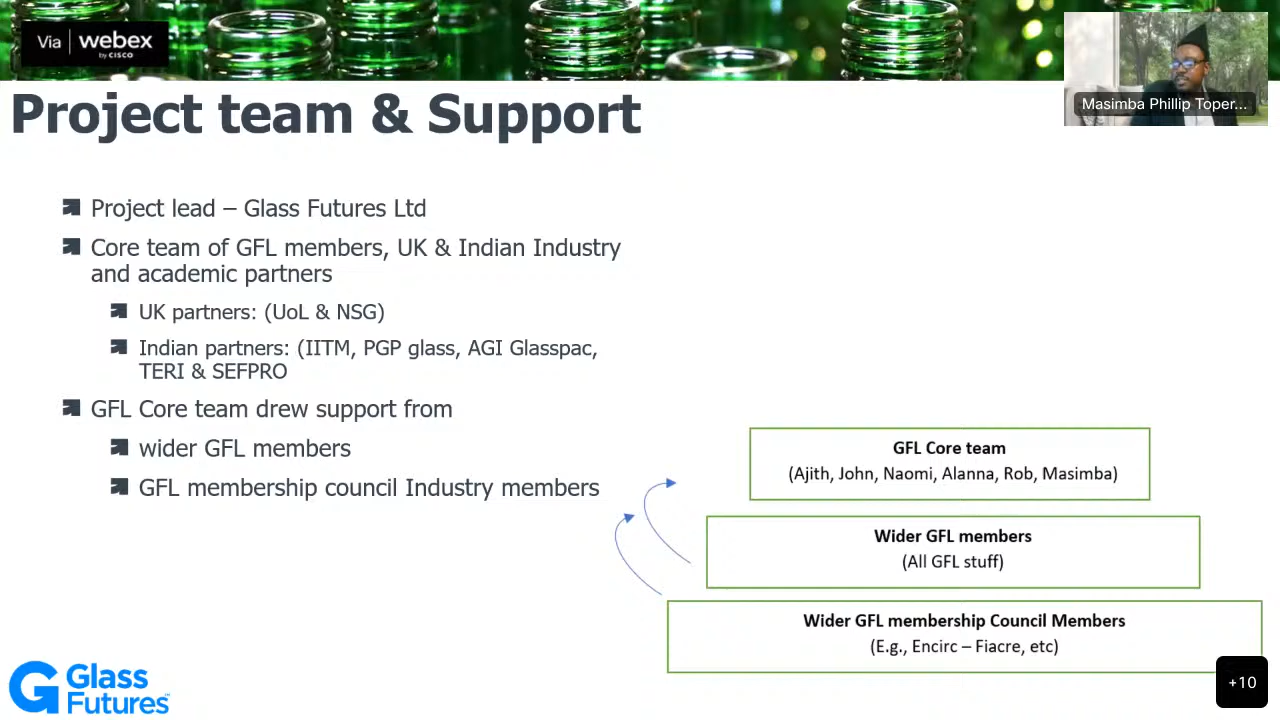 Via webex
by CISCO
Masimba Phillip Toper...
Project team & Support
Project lead – Glass Futures Ltd
Core team of GFL members, UK & Indian Industry
and academic partners
UK partners: (UoL & NSG)
Indian partners: (IITM, PGP glass, AGI Glasspac,
TERI & SEFPRO
GFL Core team drew support from
wider GFL members
GFL membership council Industry members
GFL Core team
(Ajith, John, Naomi, Alanna, Rob, Masimba)
Wider GFL members
(All GFL stuff)
Wider GFL membership Council Members
(E.g., Encirc – Fiacre, etc)
Glass
Futures™
+10